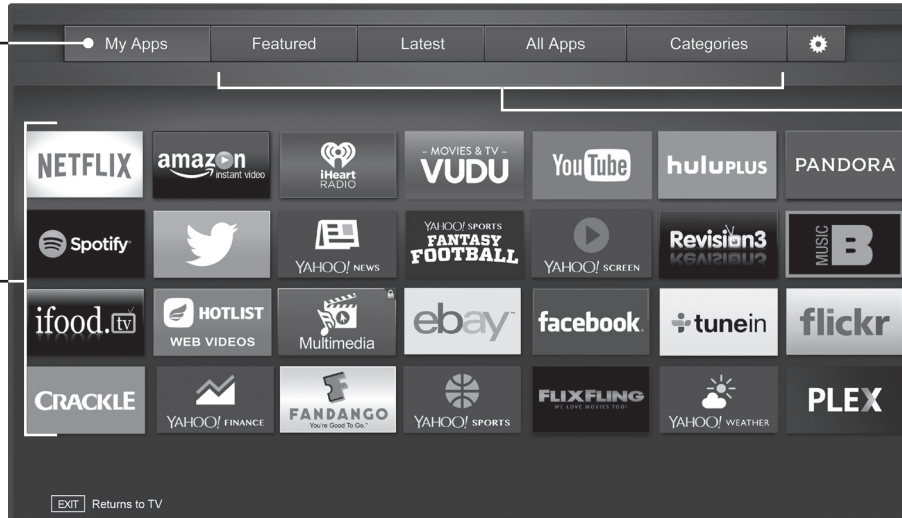 My Apps Featured Latest All Apps Categories
NETFLIX
amazon
instant video
iHeart
RADIO
– MOVIES & TV –
VUDU
YouTube
huluPLUS
PANDORA
Spotify
YAHOO! NEWS
YAHOO! SPORTS
FANTASY
FOOTBALL
YAHOO! SCREEN
Revision3
MUSIC B
ifood.tv
HOTLIST
WEB VIDEOS
Multimedia
ebay
facebook.
tunein
flickr
CRACKLE
YAHOO! FINANCE
FANDANGO
You're Good To Go.™
YAHOO! SPORTS
FLIXFLING
WE LOVE MOVIES TOO!
YAHOO! WEATHER
PLEX
EXIT Returns to TV